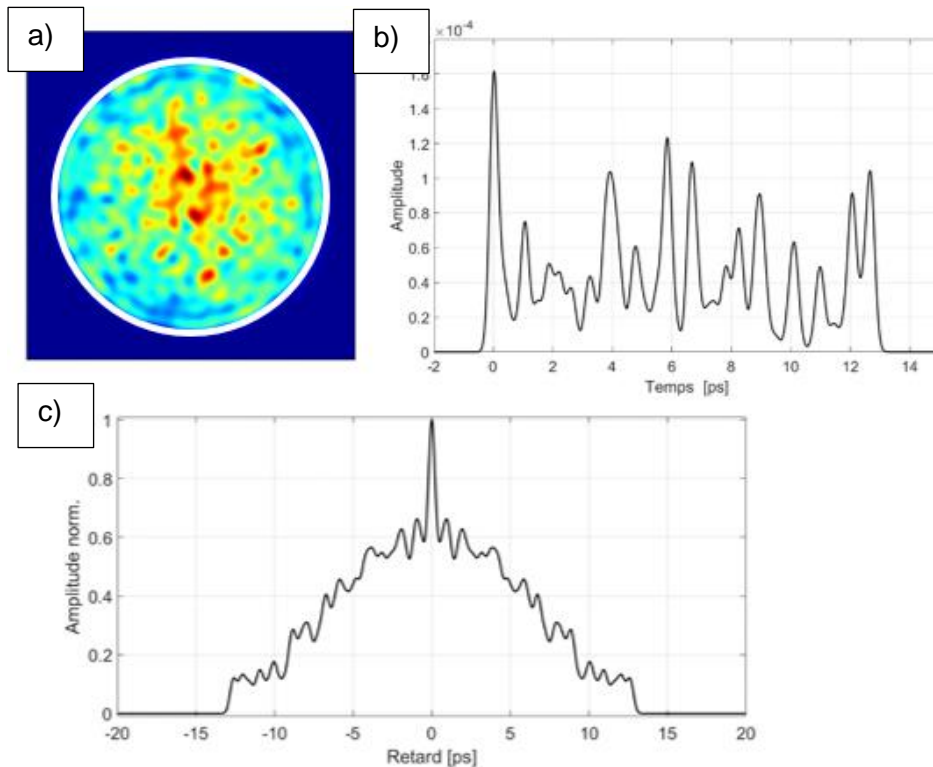 a)
b)
×10⁻⁴
1.6
1.4
1.2
1
0.8
0.6
0.4
0.2
0
Amplitude
-2 0 2 4 6 8 10 12 14
Temps [ps]
c)
1
0.8
0.6
0.4
0.2
0
Amplitude norm.
-20 -15 -10 -5 0 5 10 15 20
Retard [ps]